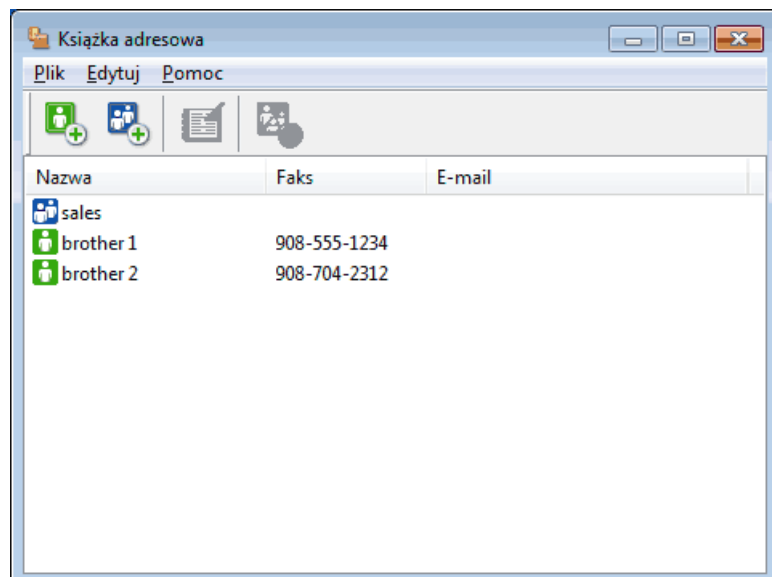 Książka adresowa
Plik Edytuj Pomoc
Nazwa Faks E-mail
sales
brother 1 908-555-1234
brother 2 908-704-2312